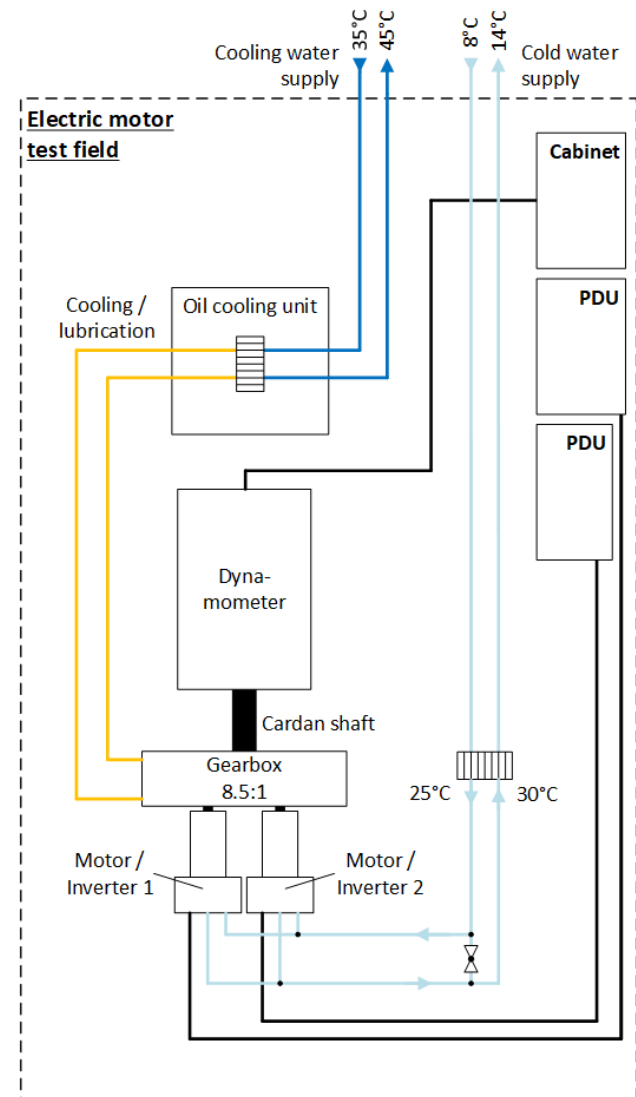 35°C
45°C
8°C
14°C
Cooling water
supply
Cold water
supply
Electric motor
test field
Cabinet
PDU
Oil cooling unit
Cooling /
lubrication
PDU
Dyna-
mometer
Cardan shaft
Gearbox
8.5:1
25°C
30°C
Motor /
Inverter 1
Motor /
Inverter 2